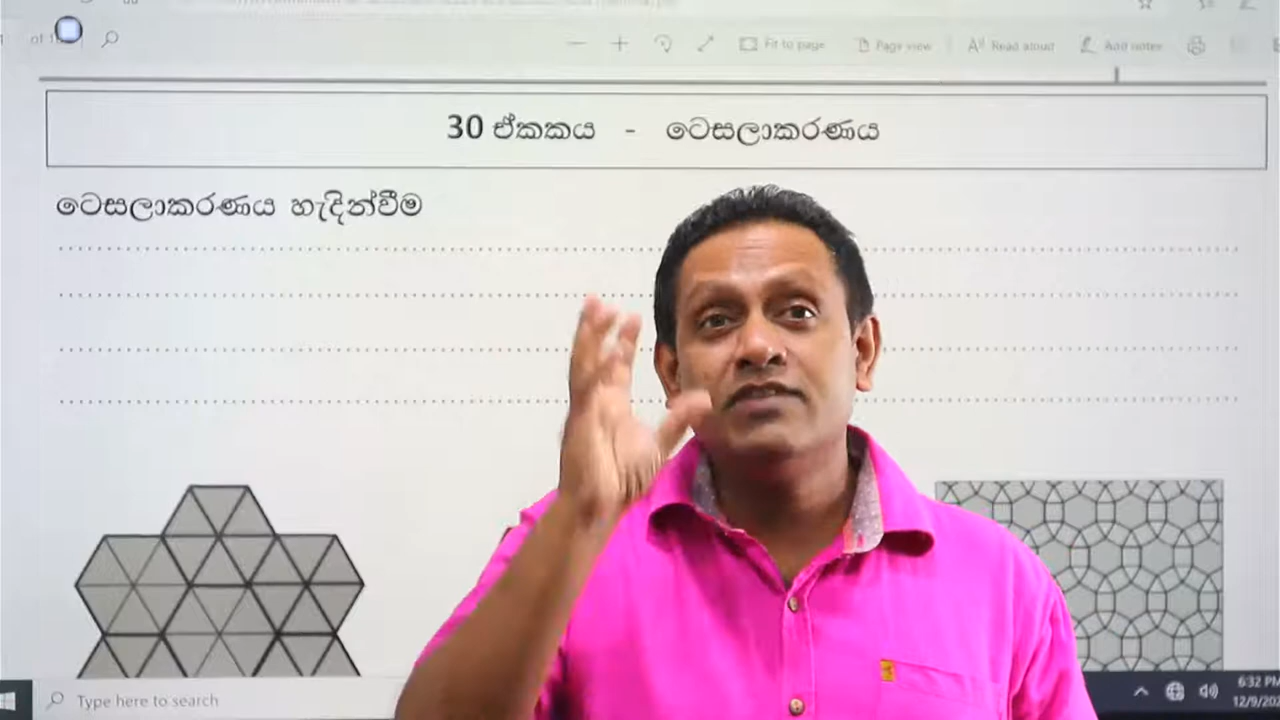 of
Fit to page
Page view
Read aloud
Add notes
30 ඒකකය - ටෙසලාකරණය
ටෙසලාකරණය හැදින්වීම
Type here to search
6:32 PM